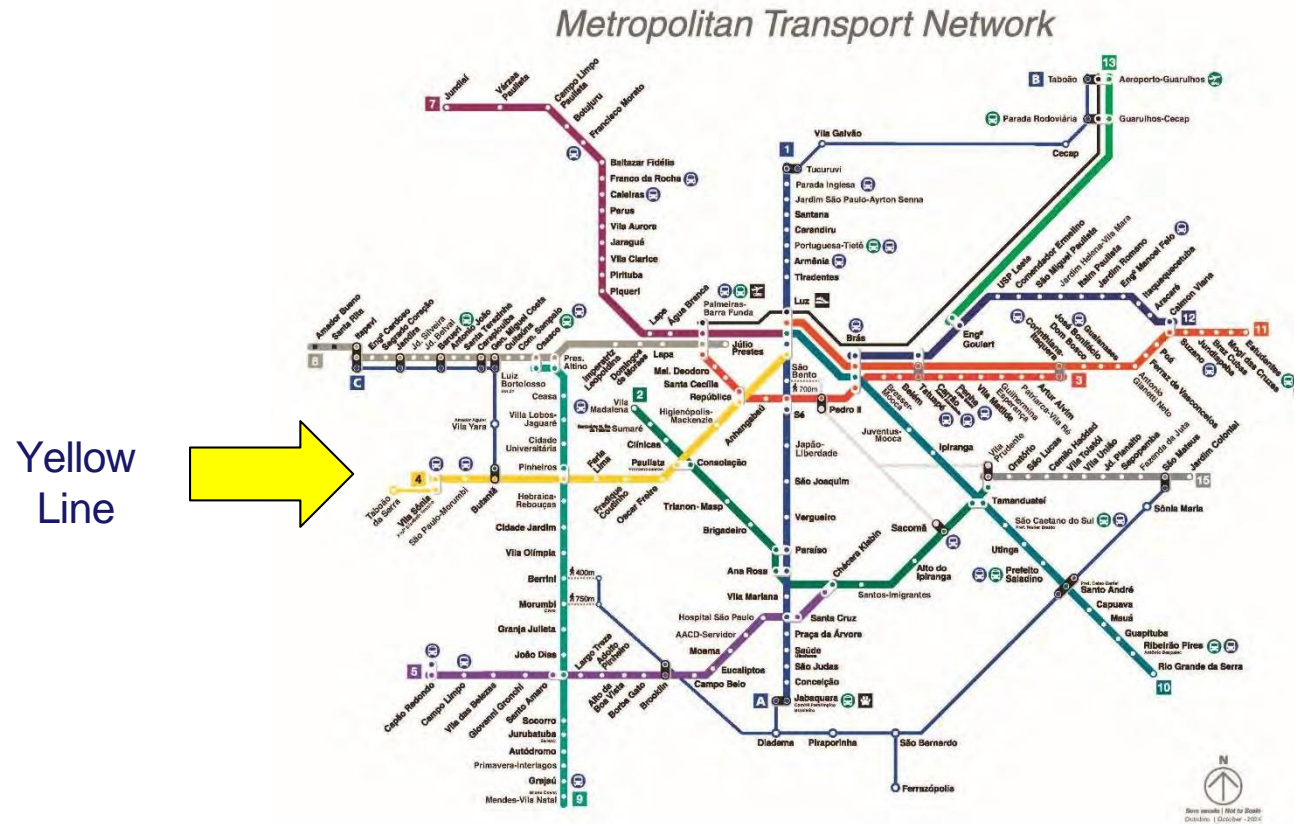 Metropolitan Transport Network
Yellow
Line
7
Jundiaí
Várzea
Paulista
Campo Limpo
Paulista
Botujuru
Francisco Morato
Baltazar Fidélis
Franco da Rocha
Caieiras
Perus
Vila Aurora
Jaraguá
Vila Clarice
Pirituba
Piqueri
Lapa
Água Branca
Palmeiras-
Barra Funda
1
Tucuruvi
Parada Inglesa
Jardim São Paulo-Ayrton Senna
Santana
Carandiru
Portuguesa-Tietê
Armênia
Tiradentes
Luz
São
Bento
700m
Sé
Japão-
Liberdade
São Joaquim
Vergueiro
Paraíso
Ana Rosa
Vila Mariana
Santa Cruz
Praça da Árvore
Saúde
São Judas
Conceição
A
Jabaquara
B
Taboão
Parada Rodoviária
Vila Galvão
Cecap
13
Aeroporto-Guarulhos
Guarulhos-Cecap
USP Leste
Comendador Ermelino
São Miguel Paulista
Jardim Helena-Vila Mara
Itaim Paulista
Jardim Romano
Engº Manoel Feio
Itaquaquecetuba
Aracaré
Calmon Viana
12
Engº
Goulart
Brás
11
Estudantes
Mogi das Cruzes
Braz Cubas
Jundiapeba
Suzano
Poá
Ferraz de Vasconcelos
Antonio
Gianetti Neto
Guaianases
José Bonifácio
Dom Bosco
Corinthians-
Itaquera
3
Artur Alvim
Patriarca-Vila Ré
Guilhermina
Esperança
Vila Matilde
Penha
Carrão
Tatuapé
Belém
Bresser-
Mooca
Pedro II
Anhangabaú
República
Santa Cecília
Mal. Deodoro
8
Amador Bueno
Santa Rita
Itapevi
Engº Cardoso
Sagrado Coração
Jandira
Jd. Silveira
Jd. Belval
Barueri
Antonio João
Santa Terezinha
Carapicuíba
Gen. Miguel Costa
Quitaúna
Com. Sampaio
Osasco
Pres.
Altino
Imperatriz
Leopoldina
Domingos
de Moraes
Lapa
Júlio
Prestes
C
Luiz
Bortolosso
Vila Yara
Ceasa
Villa Lobos-
Jaguaré
Cidade
Universitária
Pinheiros
Hebraica-
Rebouças
Cidade Jardim
Vila Olímpia
Berrini
400m
Morumbi
750m
Granja Julieta
João Dias
Santo Amaro
Socorro
Jurubatuba
Autódromo
Primavera-Interlagos
Grajaú
Mendes-Vila Natal
9
4
Taboão
da Serra
Vila Sônia
São Paulo-Morumbi
Butantã
Faria
Lima
Fradique
Coutinho
Oscar Freire
Paulista
Higienópolis-
Mackenzie
2
Vila
Madalena
Sumaré
Clínicas
Consolação
Trianon-Masp
Brigadeiro
Chácara Klabin
Santos-Imigrantes
Alto do
Ipiranga
Sacomã
Tamanduateí
Vila
Prudente
Oratório
São Lucas
Camilo Haddad
Vila Tolstói
Vila União
Jd. Planalto
Sapopemba
Fazenda da Juta
São Mateus
Jardim Colonial
15
Juventus-
Mooca
Ipiranga
São Caetano do Sul
Utinga
Prefeito
Saladino
Santo André
Capuava
Mauá
Guapituba
Ribeirão Pires
Rio Grande da Serra
10
Sônia Maria
5
Capão Redondo
Campo Limpo
Vila das Belezas
Giovanni Gronchi
Largo Treze
Adolfo
Pinheiro
Alto da
Boa Vista
Borba Gato
Brooklin
Campo Belo
Eucaliptos
Moema
AACD-Servidor
Hospital São Paulo
Diadema
Piraporinha
São Bernardo
Ferrazópolis
N